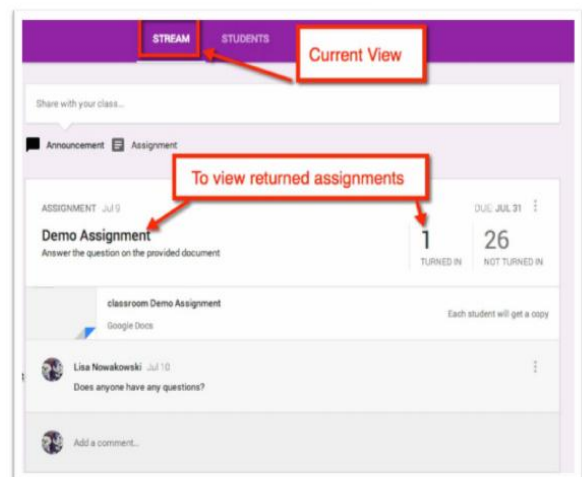 STREAM STUDENTS
Current View
Share with your class...
Announcement Assignment
To view returned assignments
ASSIGNMENT Jul 9 DUE JUL 31
Demo Assignment 1 26
Answer the question on the provided document TURNED IN NOT TURNED IN
classroom Demo Assignment
Google Docs Each student will get a copy
Lisa Nowakowski Jul 10
Does anyone have any questions?
Add a comment...